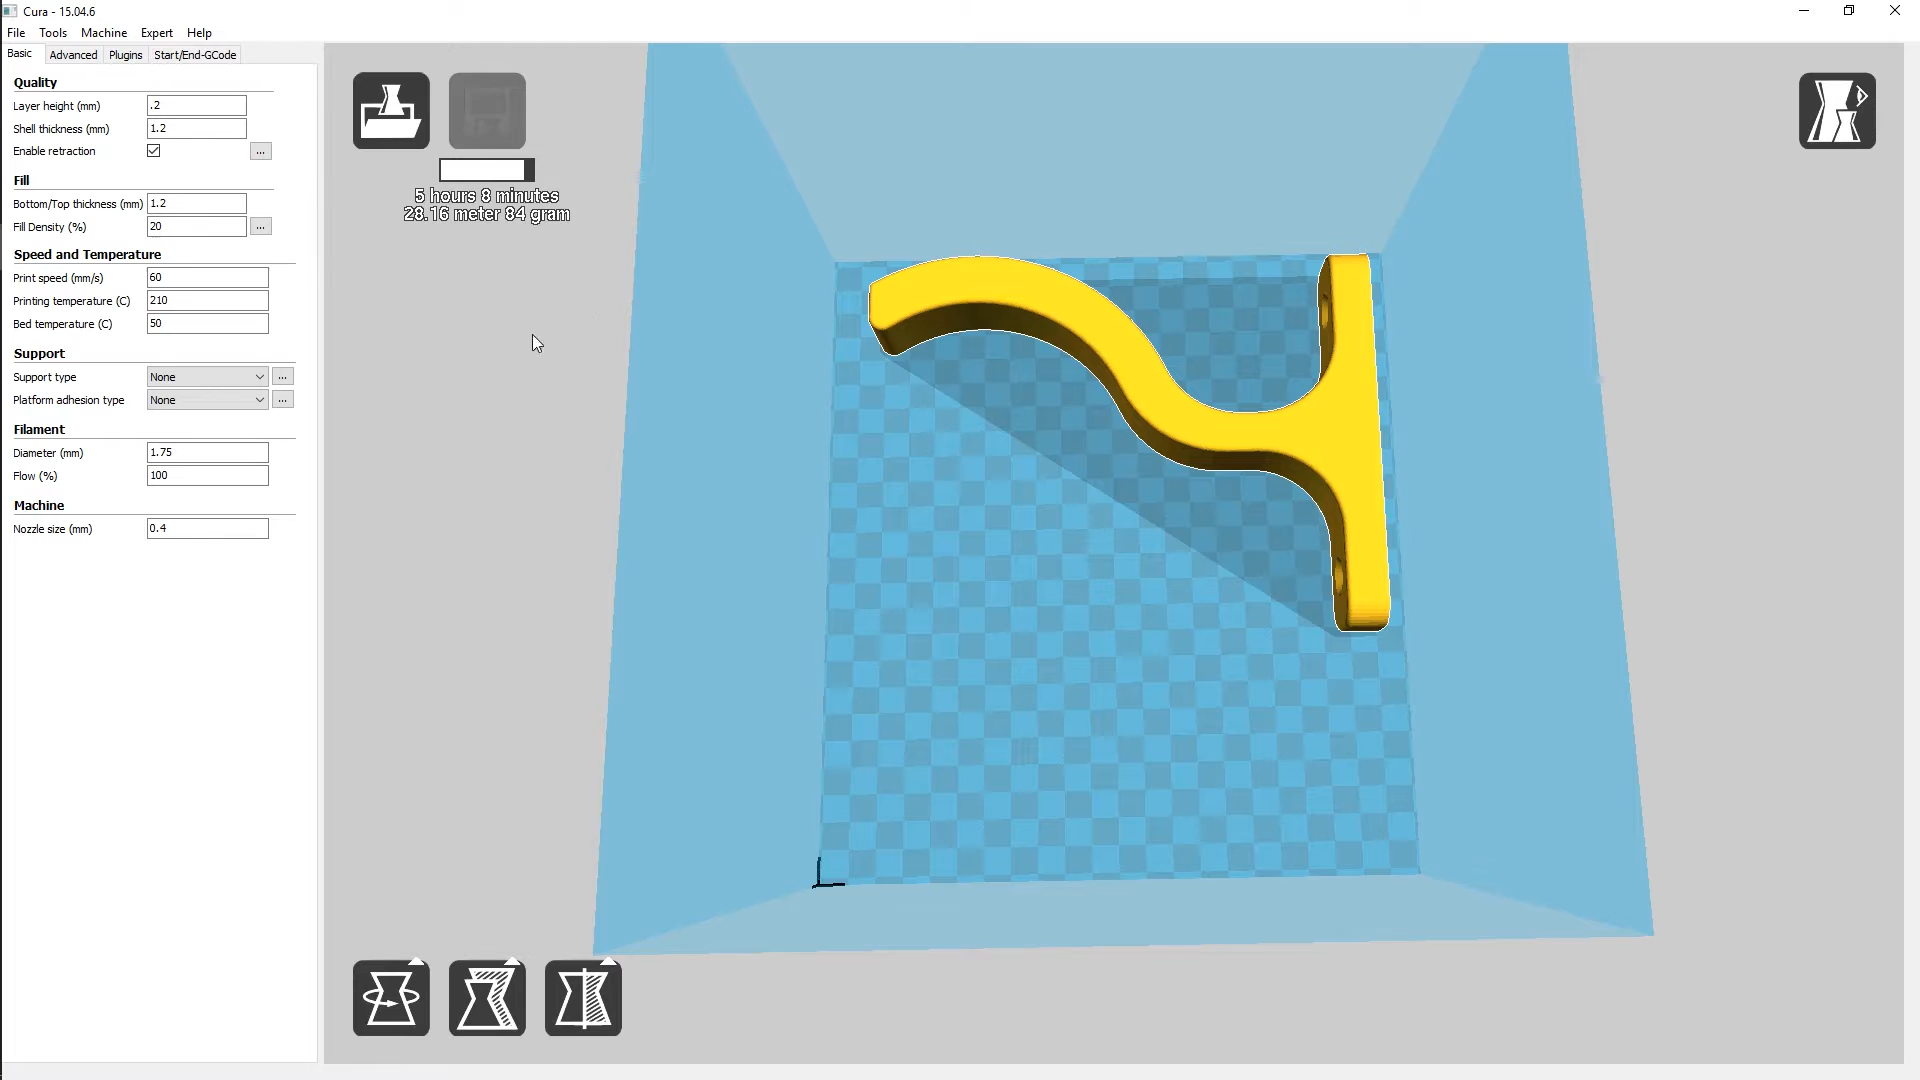 Cura - 15.04.6
File Tools Machine Expert Help
Basic Advanced Plugins Start/End-GCode
Quality
Layer height (mm) .2
Shell thickness (mm) 1.2
Enable retraction ...
Fill
Bottom/Top thickness (mm) 1.2
Fill Density (%) 20 ...
Speed and Temperature
Print speed (mm/s) 60
Printing temperature (C) 210
Bed temperature (C) 50
Support
Support type None ...
Platform adhesion type None ...
Filament
Diameter (mm) 1.75
Flow (%) 100
Machine
Nozzle size (mm) 0.4
5 hours 8 minutes
28.16 meter 84 gram